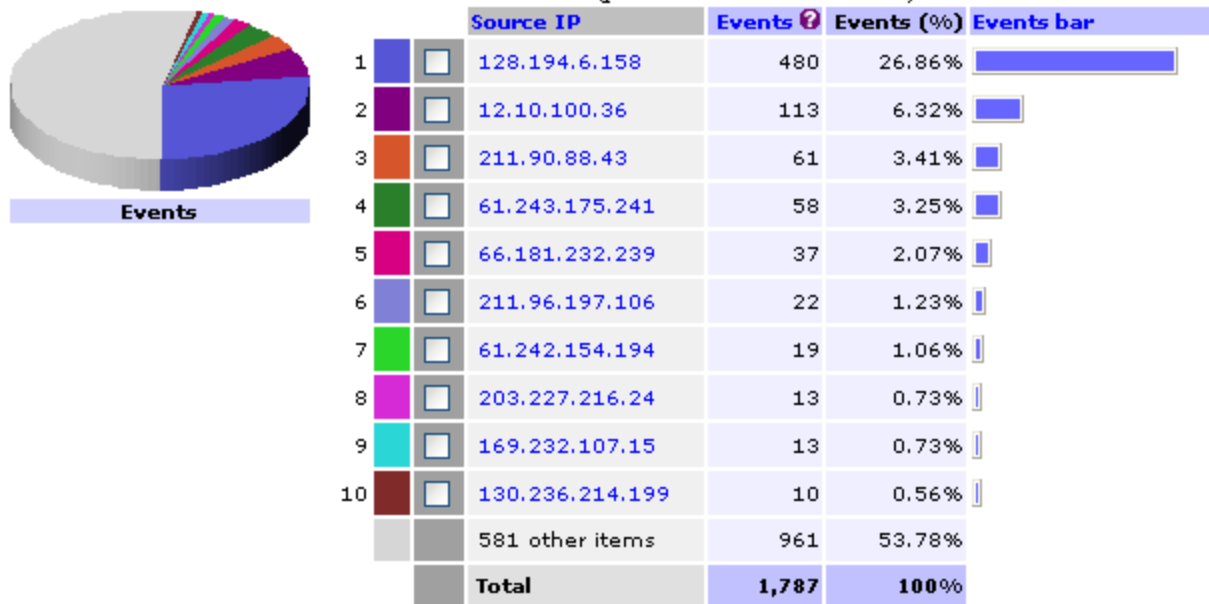 Source IP Events ? Events (%) Events bar
1 128.194.6.158 480 26.86%
2 12.10.100.36 113 6.32%
3 211.90.88.43 61 3.41%
4 61.243.175.241 58 3.25%
5 66.181.232.239 37 2.07%
6 211.96.197.106 22 1.23%
7 61.242.154.194 19 1.06%
8 203.227.216.24 13 0.73%
9 169.232.107.15 13 0.73%
10 130.236.214.199 10 0.56%
581 other items 961 53.78%
Total 1,787 100%
Events